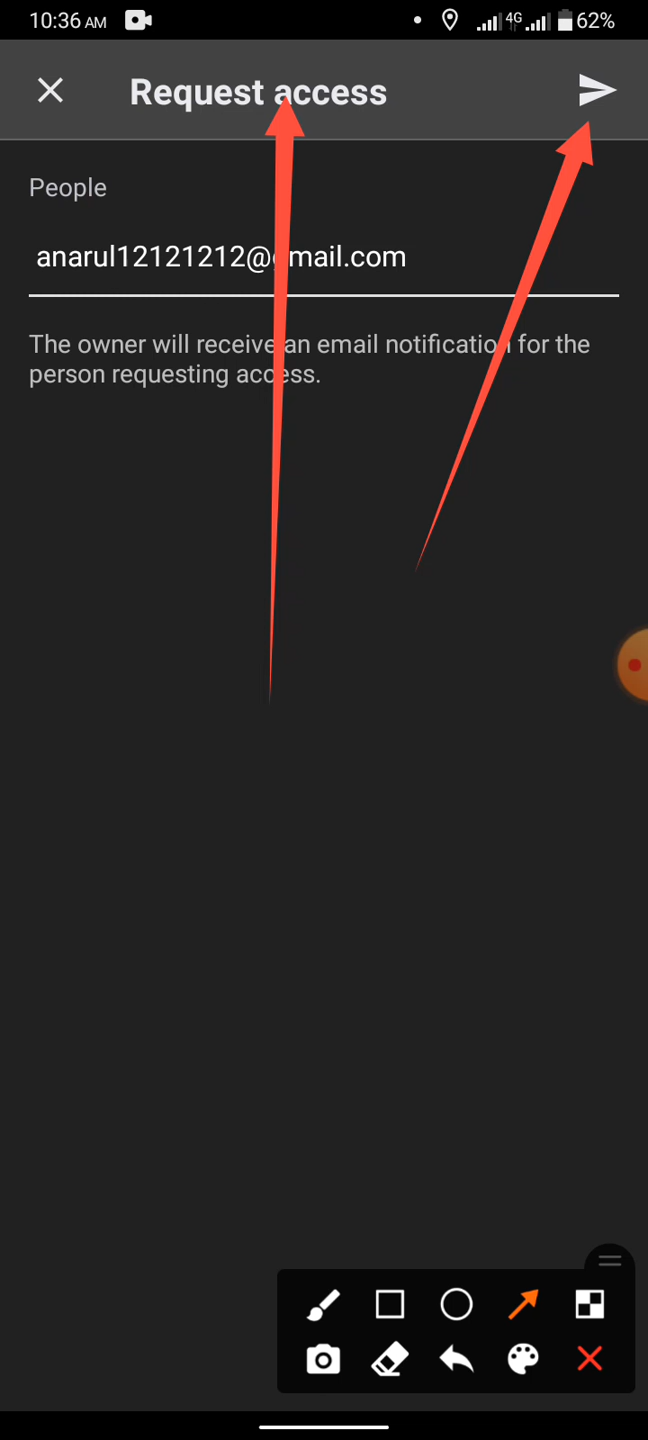 10:36 AM
4G
62%
Request access
People
anarul12121212@gmail.com
The owner will receive an email notification for the
person requesting access.